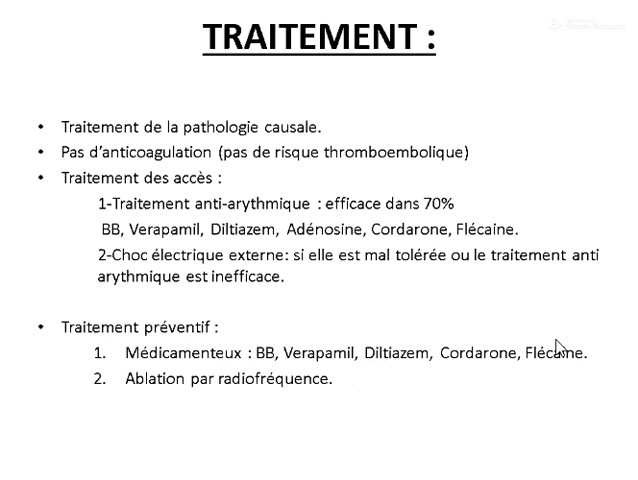 TRAITEMENT :
• Traitement de la pathologie causale.
• Pas d'anticoagulation (pas de risque thromboembolique)
• Traitement des accès :
1-Traitement anti-arythmique : efficace dans 70%
BB, Verapamil, Diltiazem, Adénosine, Cordarone, Flécaine.
2-Choc électrique externe: si elle est mal tolérée ou le traitement anti
arythmique est inefficace.
• Traitement préventif :
1. Médicamenteux : BB, Verapamil, Diltiazem, Cordarone, Flécaine.
2. Ablation par radiofréquence.